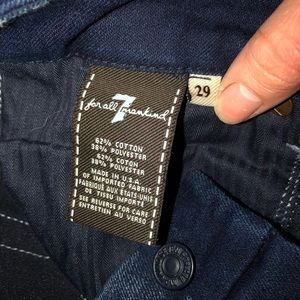 7
for all mankind
29
62% COTTON
38% POLYESTER
62% COTON
38% POLYESTER
MADE IN U.S.A.
OF IMPORTED FABRIC
FABRIQUÉ AUX ÉTATS-UNIS
DE TISSU IMPORTÉ
SEE REVERSE FOR CARE
ENTRETIEN AU VERSO